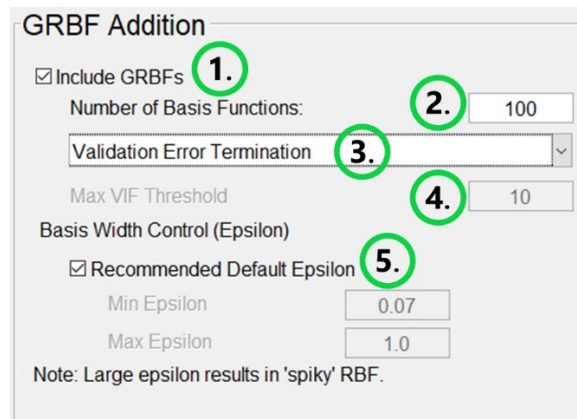 GRBF Addition
Include GRBFs 1.
Number of Basis Functions: 2. 100
Validation Error Termination 3.
Max VIF Threshold 4. 10
Basis Width Control (Epsilon)
Recommended Default Epsilon 5.
Min Epsilon 0.07
Max Epsilon 1.0
Note: Large epsilon results in 'spiky' RBF.